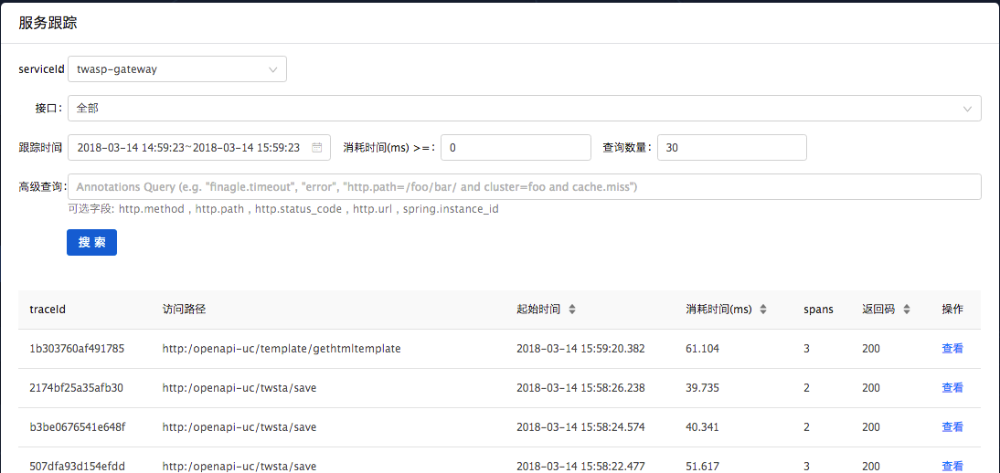 服务跟踪
serviceId twasp-gateway
接口: 全部
跟踪时间 2018-03-14 14:59:23~2018-03-14 15:59:23 消耗时间(ms) >=: 0 查询数量: 30
高级查询: Annotations Query (e.g. "finagle.timeout", "error", "http.path=/foo/bar/ and cluster=foo and cache.miss")
可选字段: http.method , http.path , http.status_code , http.url , spring.instance_id
搜 索
traceId 访问路径 起始时间 消耗时间(ms) spans 返回码 操作
1b303760af491785 http:/openapi-uc/template/gethtmltemplate 2018-03-14 15:59:20.382 61.104 3 200 查看
2174bf25a35afb30 http:/openapi-uc/twsta/save 2018-03-14 15:58:26.238 39.735 2 200 查看
b3be0676541e648f http:/openapi-uc/twsta/save 2018-03-14 15:58:24.574 40.341 2 200 查看
507dfa93d154efdd http:/openapi-uc/twsta/save 2018-03-14 15:58:22.477 51.617 3 200 查看